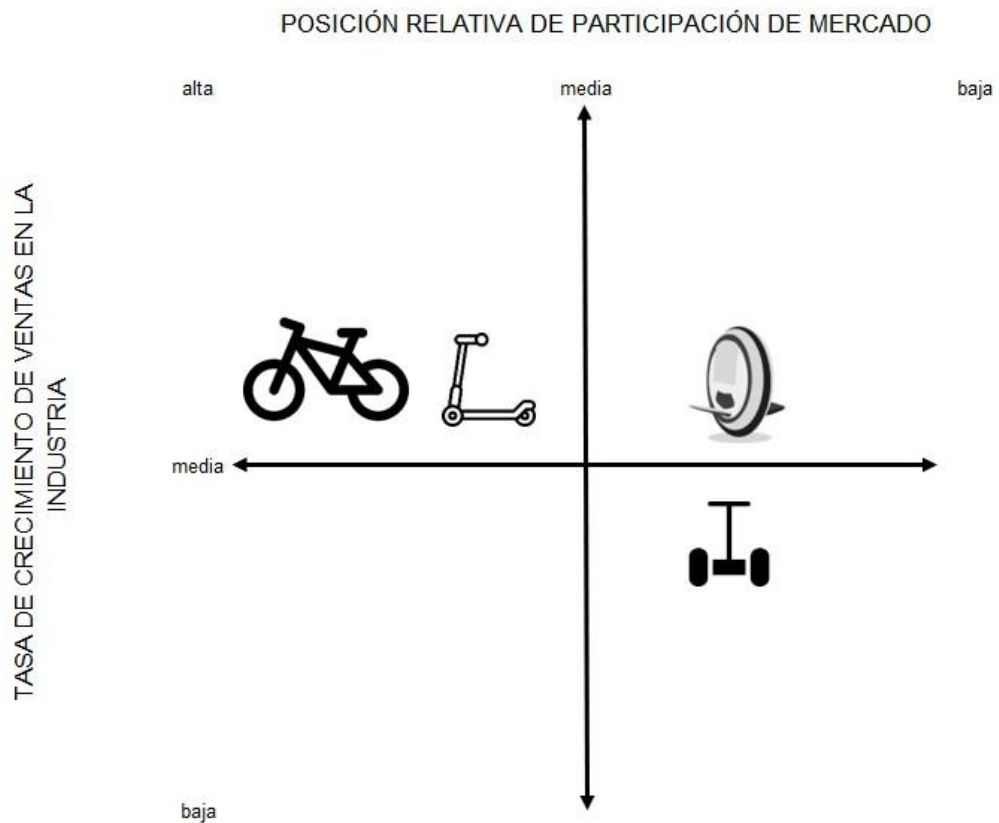 POSICIÓN RELATIVA DE PARTICIPACIÓN DE MERCADO
alta
media
baja
TASA DE CRECIMIENTO DE VENTAS EN LA
INDUSTRIA
media
baja